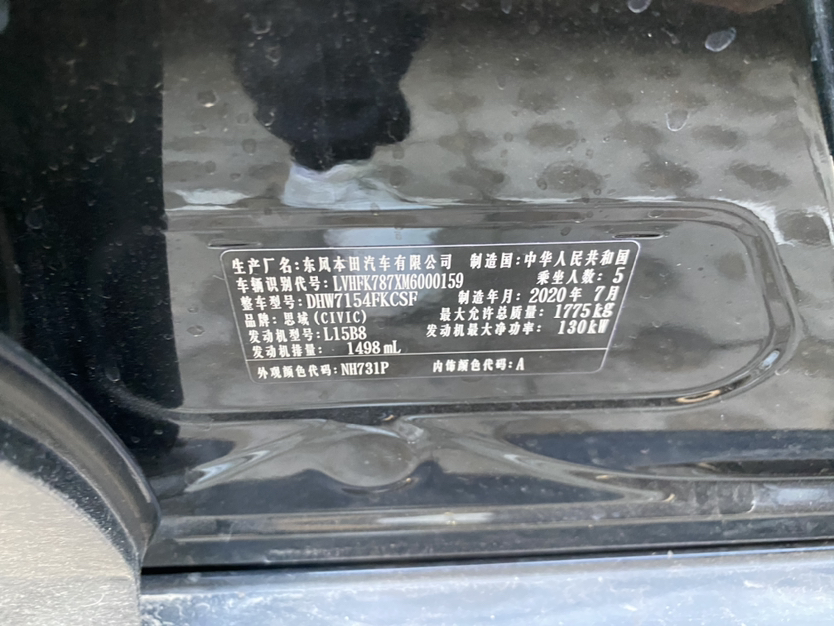 生产厂名:东风本田汽车有限公司 制造国:中华人民共和国
车辆识别代号:LVHFK787XM6000159 乘坐人数:5
整车型号:DHW7154FKCSF 制造年月:2020年 7月
品牌:思域(CIVIC) 最大允许总质量:1775kg
发动机型号:L15B8 发动机最大净功率:130kW
发动机排量: 1498mL
外观颜色代码:NH731P 内饰颜色代码:A